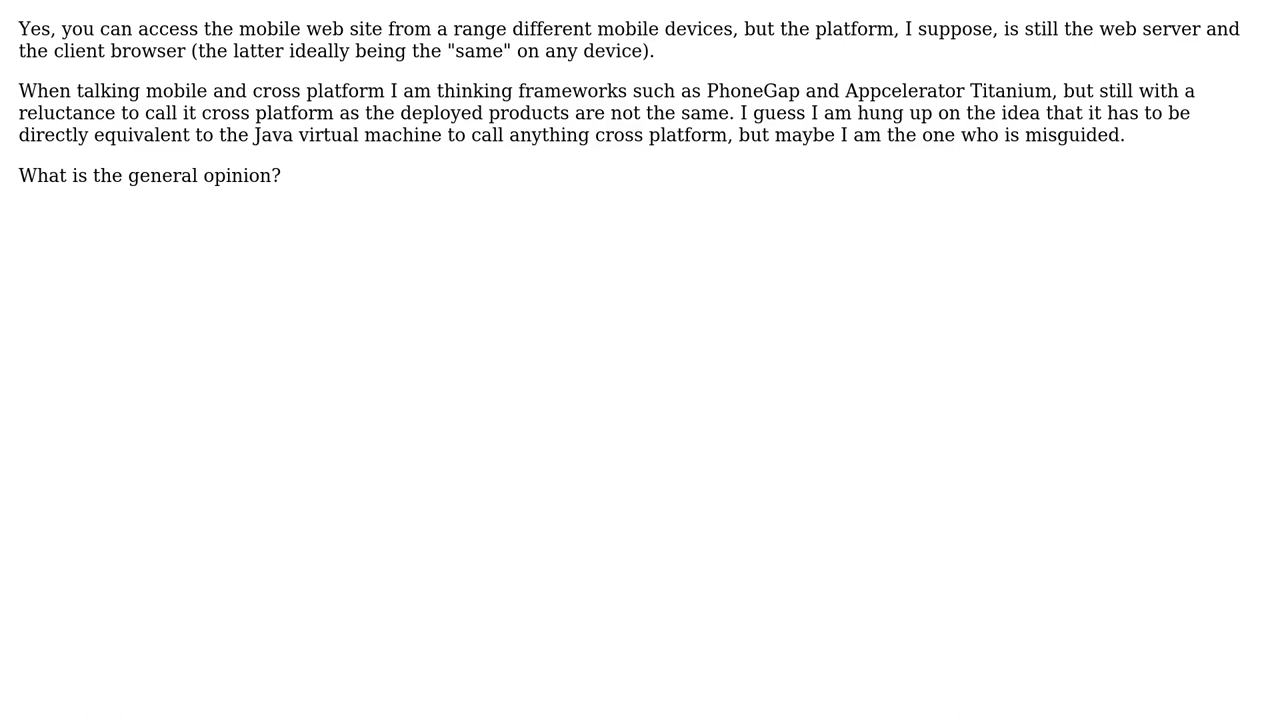 Yes, you can access the mobile web site from a range different mobile devices, but the platform, I suppose, is still the web server and
the client browser (the latter ideally being the "same" on any device).
When talking mobile and cross platform I am thinking frameworks such as PhoneGap and Appcelerator Titanium, but still with a
reluctance to call it cross platform as the deployed products are not the same. I guess I am hung up on the idea that it has to be
directly equivalent to the Java virtual machine to call anything cross platform, but maybe I am the one who is misguided.
What is the general opinion?